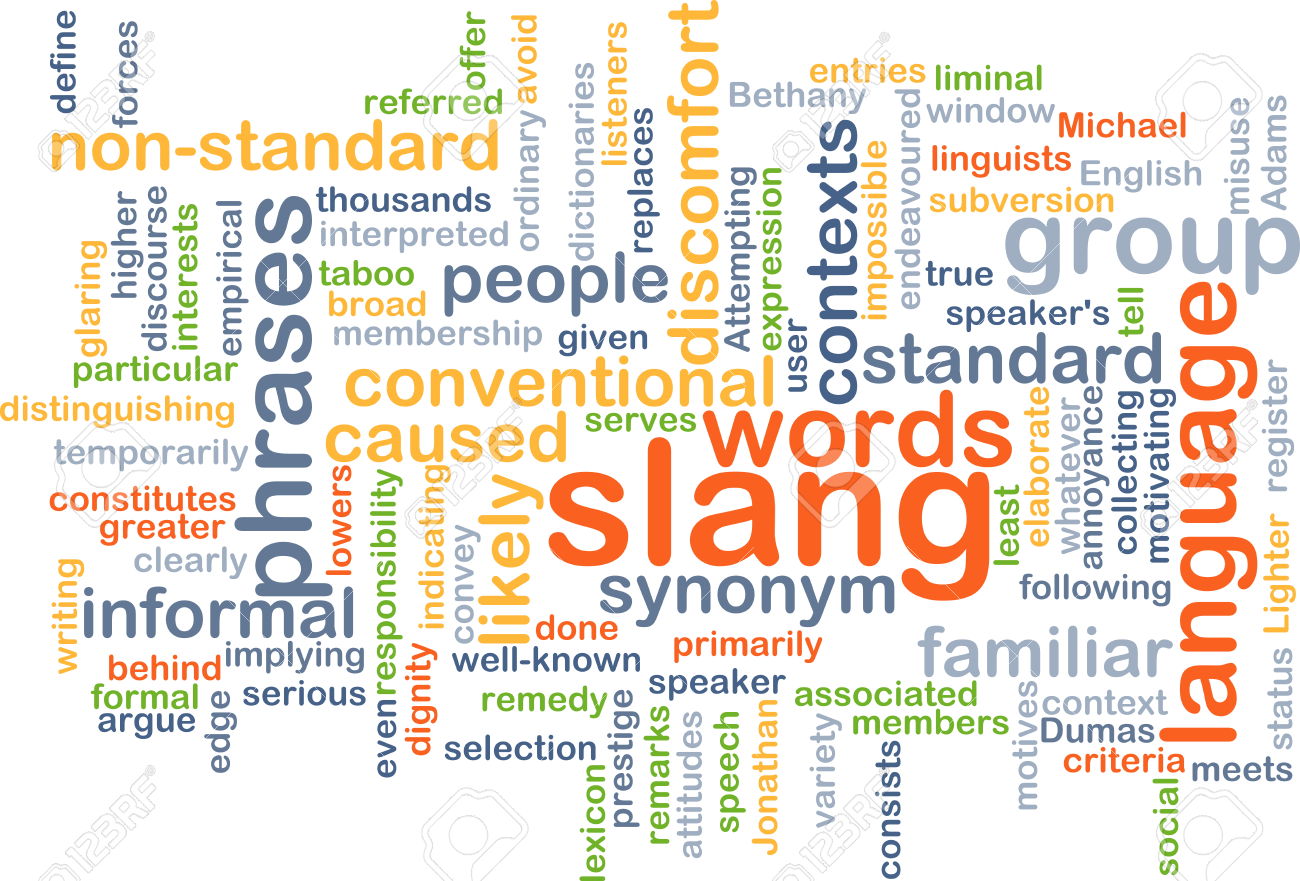 define
forces
offer
referred
non-standard
avoid
ordinary
dictionaries
listeners
replaces
discomfort
Bethany
entries
liminal
window
Michael
linguists
English
subversion
misuse
Adams
contexts
impossible
endeavoured
group
Attempting
expression
user
true
speaker's
tell
standard
thousands
interpreted
taboo
broad
membership
people
given
phrases
higher
discourse
interests
empirical
glaring
particular
distinguishing
temporarily
constitutes
greater
clearly
conventional
caused
serves
words
slang
language
elaborate
whatever
annoyance
collecting
motivating
register
least
following
Lighter
status
lowers
responsibility
even
indicating
convey
likely
synonym
writing
informal
behind
implying
formal
serious
argue
edge
dignity
done
well-known
primarily
remedy
speaker
selection
associated
members
familiar
context
Dumas
criteria
meets
motives
social
lexicon
prestige
remarks
attitudes
speech
Jonathan
variety
consists
123RF